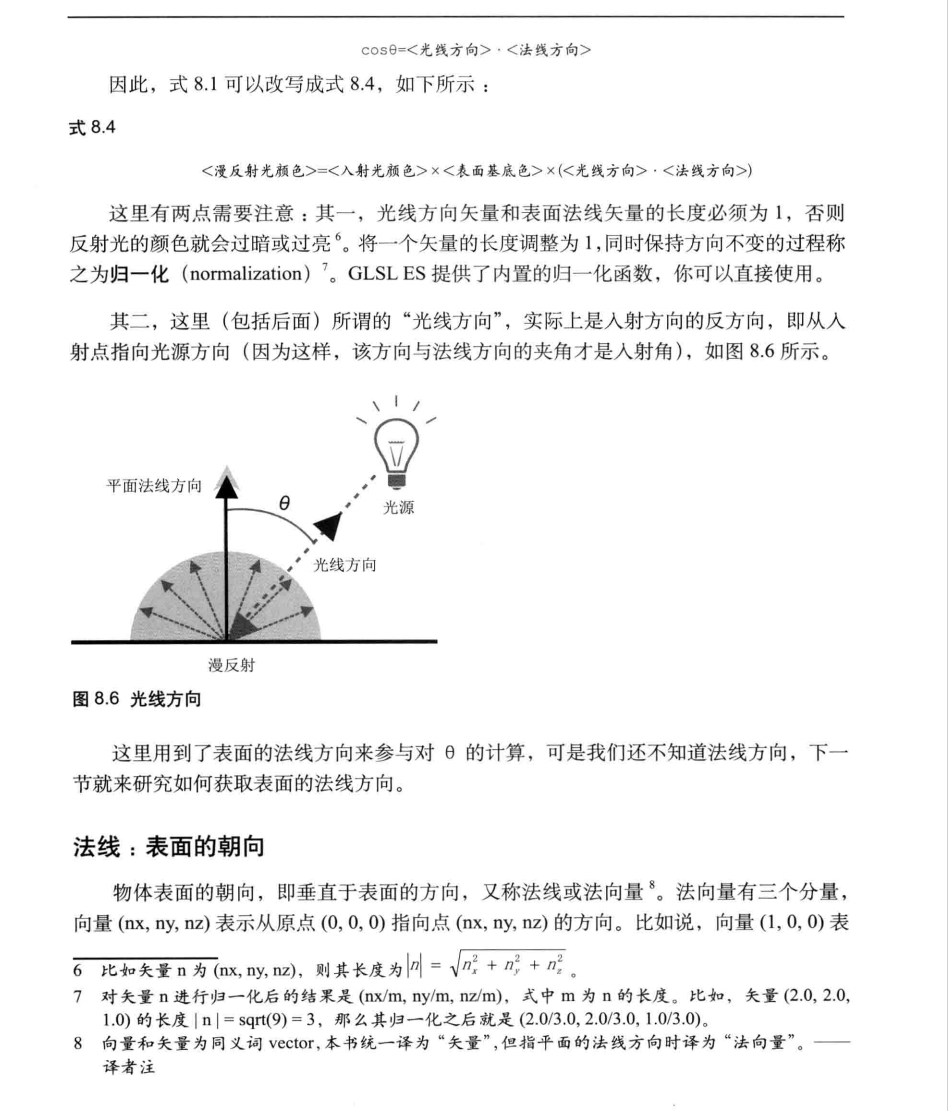 cosθ=<光线方向>·<法线方向>
因此，式 8.1 可以改写成式 8.4，如下所示：
式 8.4
<漫反射光颜色>=<入射光颜色>×<表面基底色>×(<光线方向>·<法线方向>)
这里有两点需要注意：其一，光线方向矢量和表面法线矢量的长度必须为 1，否则
反射光的颜色就会过暗或过亮⁶。将一个矢量的长度调整为 1，同时保持方向不变的过程称
之为归一化（normalization）⁷。GLSL ES 提供了内置的归一化函数，你可以直接使用。
其二，这里（包括后面）所谓的“光线方向”，实际上是入射方向的反方向，即从入
射点指向光源方向（因为这样，该方向与法线方向的夹角才是入射角），如图 8.6 所示。
平面法线方向
θ
光源
光线方向
漫反射
图 8.6 光线方向
这里用到了表面的法线方向来参与对 θ 的计算，可是我们还不知道法线方向，下一
节就来研究如何获取表面的法线方向。
法线：表面的朝向
物体表面的朝向，即垂直于表面的方向，又称法线或法向量⁸。法向量有三个分量，
向量 (nx, ny, nz) 表示从原点 (0, 0, 0) 指向点 (nx, ny, nz) 的方向。比如说，向量 (1, 0, 0) 表
6 比如矢量 n 为 (nx, ny, nz)，则其长度为|n| = √(n_x² + n_y² + n_z²)。
7 对矢量 n 进行归一化后的结果是 (nx/m, ny/m, nz/m)，式中 m 为 n 的长度。比如，矢量 (2.0, 2.0,
1.0) 的长度 | n | = sqrt(9) = 3，那么其归一化之后就是 (2.0/3.0, 2.0/3.0, 1.0/3.0)。
8 向量和矢量为同义词 vector，本书统一译为“矢量”，但指平面的法线方向时译为“法向量”。——
译者注